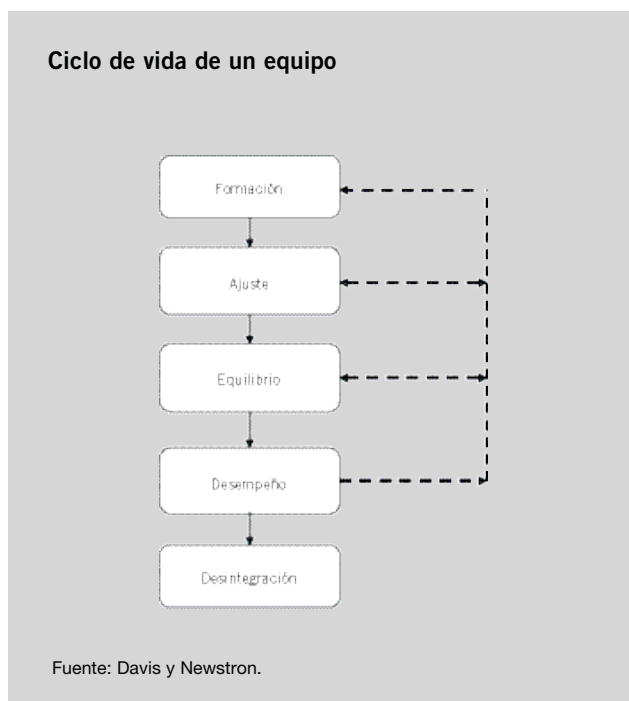 Ciclo de vida de un equipo
Formación
Ajuste
Equilibrio
Desempeño
Desintegración
Fuente: Davis y Newstron.